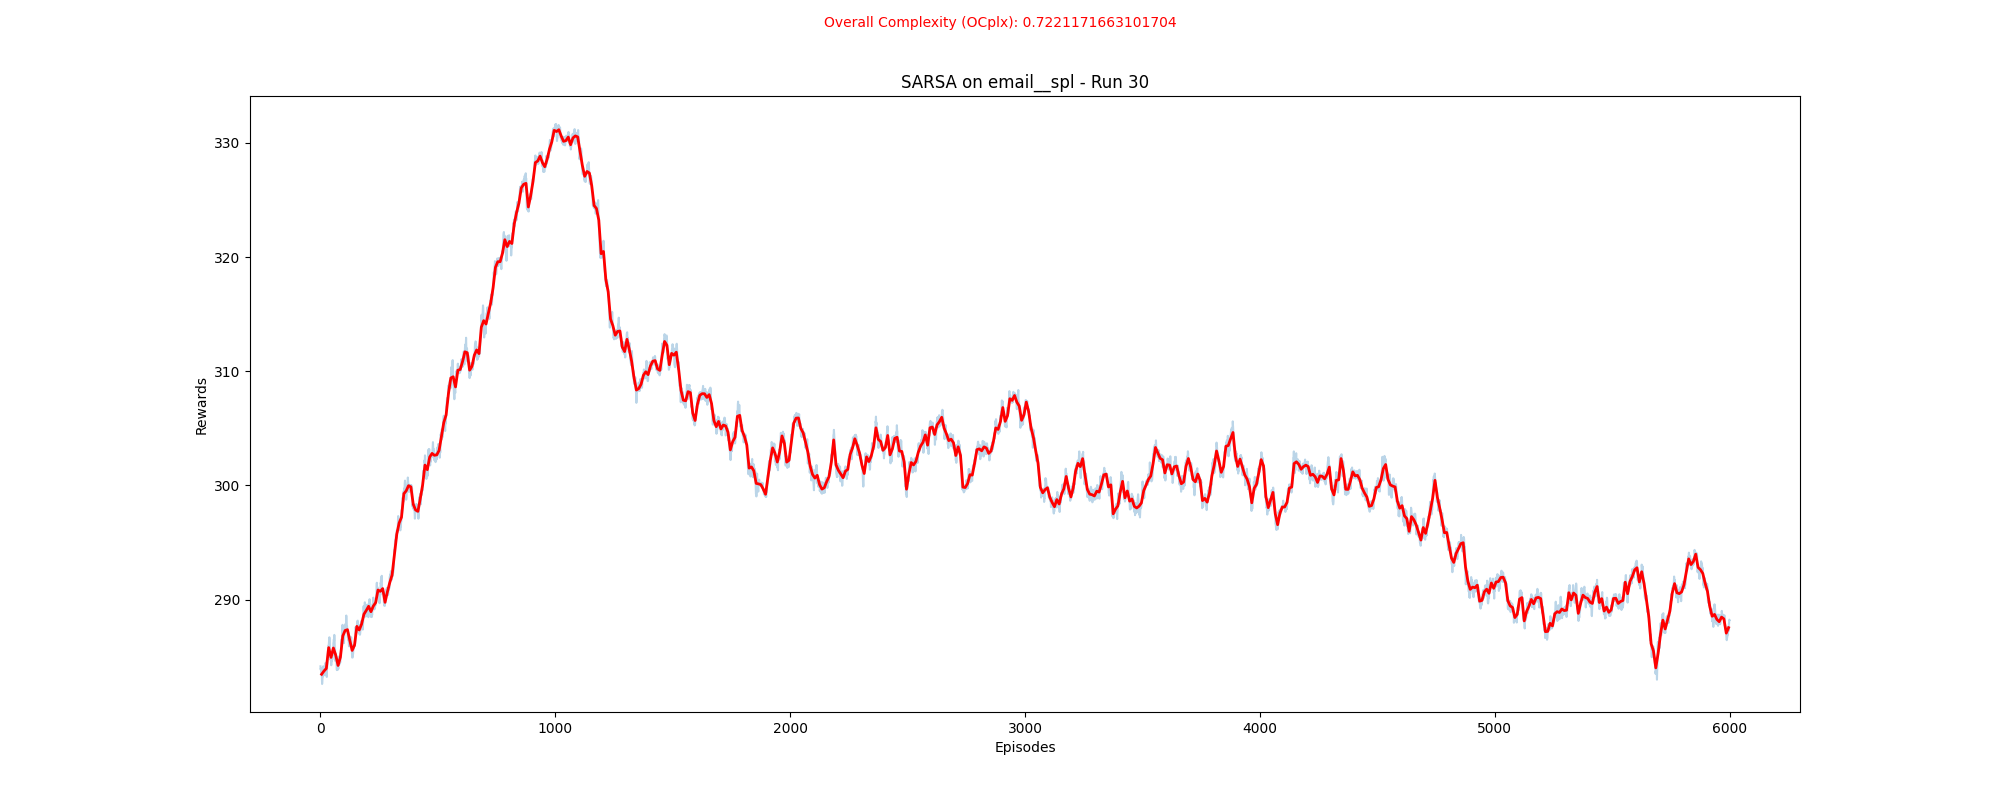 Overall Complexity (OCplx): 0.7221171663101704
SARSA on email__spl - Run 30
330
320
310
300
290
Rewards
0 1000 2000 3000 4000 5000 6000
Episodes